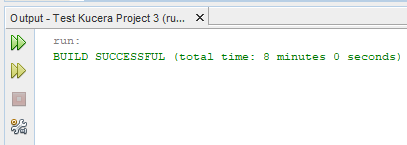 Output - Test Kucera Project 3 (ru... ×
run:
BUILD SUCCESSFUL (total time: 8 minutes 0 seconds)